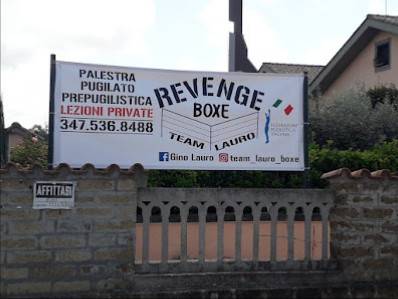 PALESTRA
PUGILATO
PREPUGILISTICA
LEZIONI PRIVATE
347.536.8488
REVENGE
BOXE
TEAM LAURO
Gino Lauro team_lauro_boxe
AFFITTASI